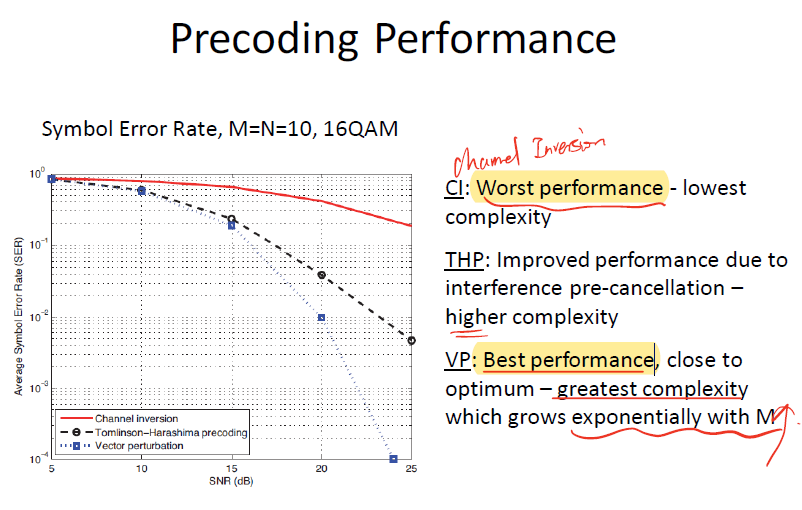 Precoding Performance
Symbol Error Rate, M=N=10, 16QAM
10^0
10^-1
10^-2
10^-3
10^-4
Average Symbol Error Rate (SER)
Channel inversion
Tomlinson-Harashima precoding
Vector perturbation
5
10
15
20
25
SNR (dB)
Channel Inversion
CI: Worst performance - lowest
complexity
THP: Improved performance due to
interference pre-cancellation –
higher complexity
VP: Best performance, close to
optimum – greatest complexity
which grows exponentially with M